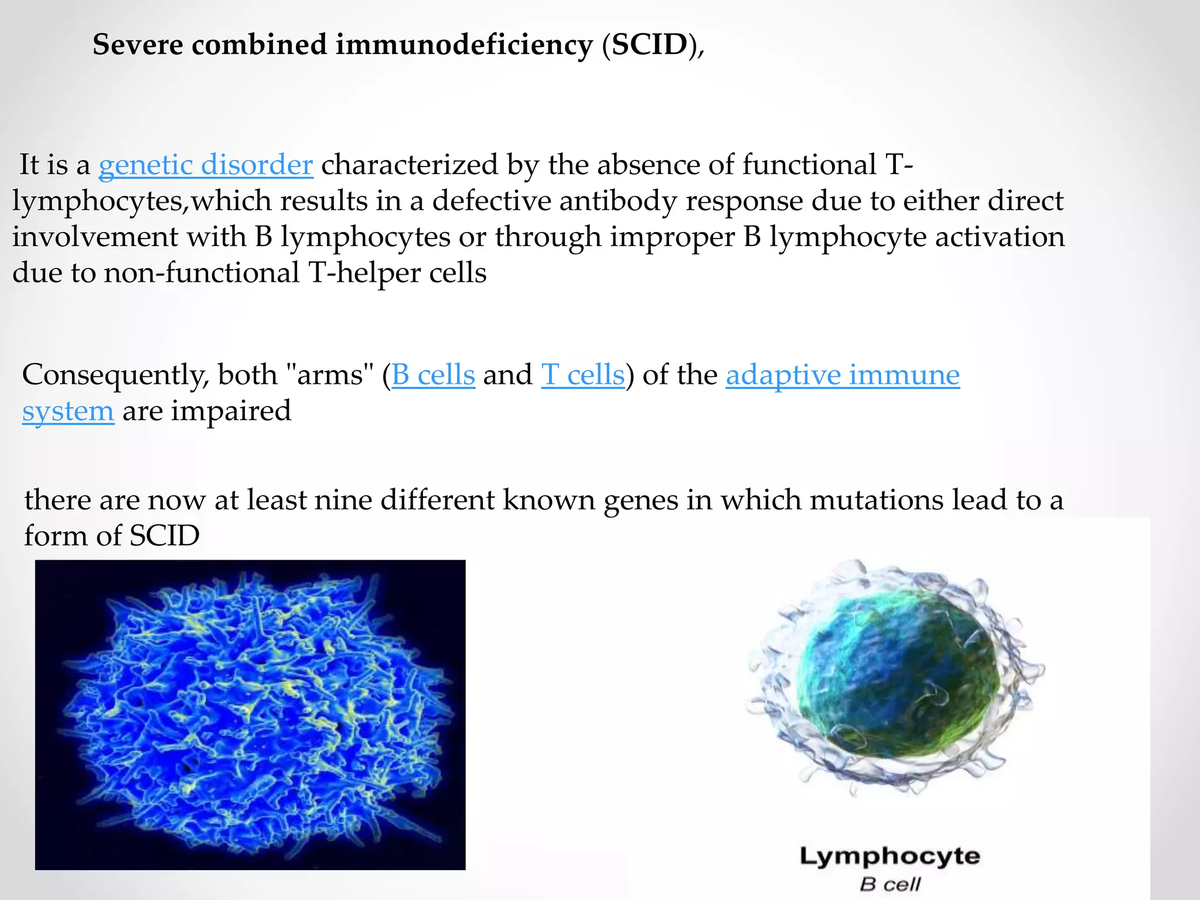 Severe combined immunodeficiency (SCID),
It is a genetic disorder characterized by the absence of functional T-
lymphocytes,which results in a defective antibody response due to either direct
involvement with B lymphocytes or through improper B lymphocyte activation
due to non-functional T-helper cells
Consequently, both "arms" (B cells and T cells) of the adaptive immune
system are impaired
there are now at least nine different known genes in which mutations lead to a
form of SCID
Lymphocyte
B cell